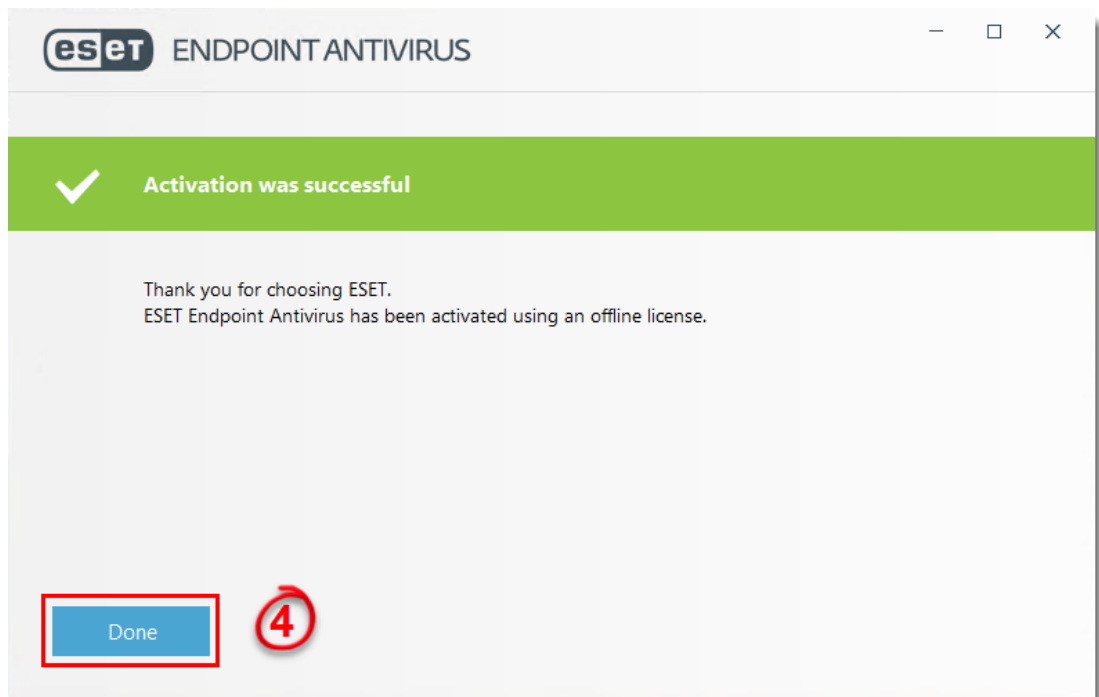 eset ENDPOINT ANTIVIRUS
Activation was successful
Thank you for choosing ESET.
ESET Endpoint Antivirus has been activated using an offline license.
Done
4